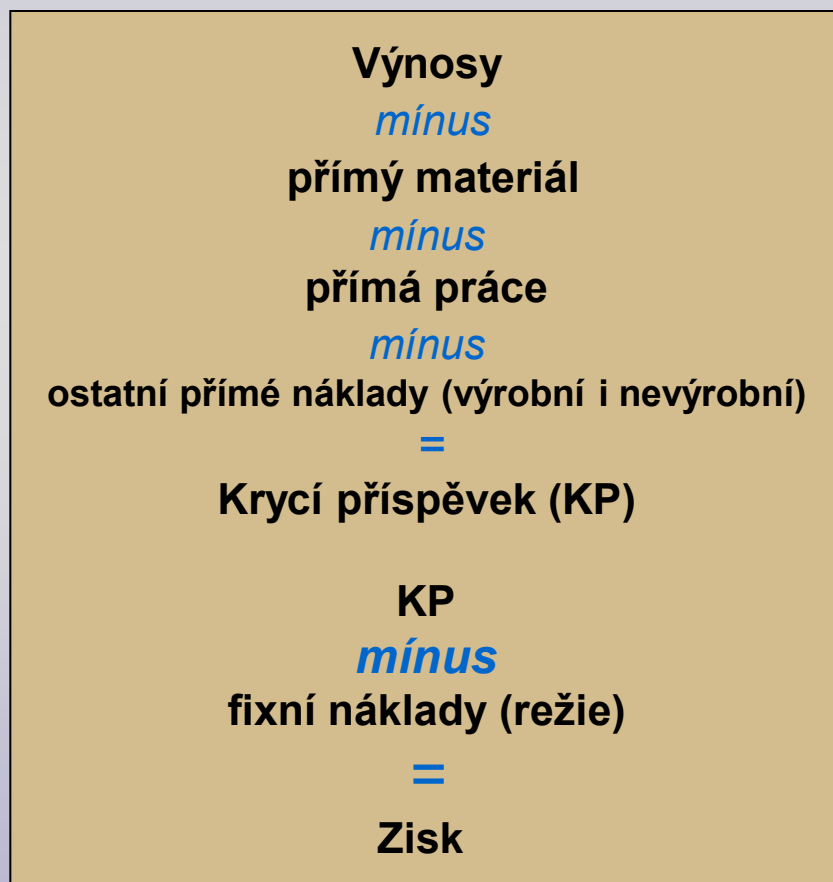 Výnosy
mínus
přímý materiál
mínus
přímá práce
mínus
ostatní přímé náklady (výrobní i nevýrobní)
=
Krycí příspěvek (KP)
KP
mínus
fixní náklady (režie)
=
Zisk